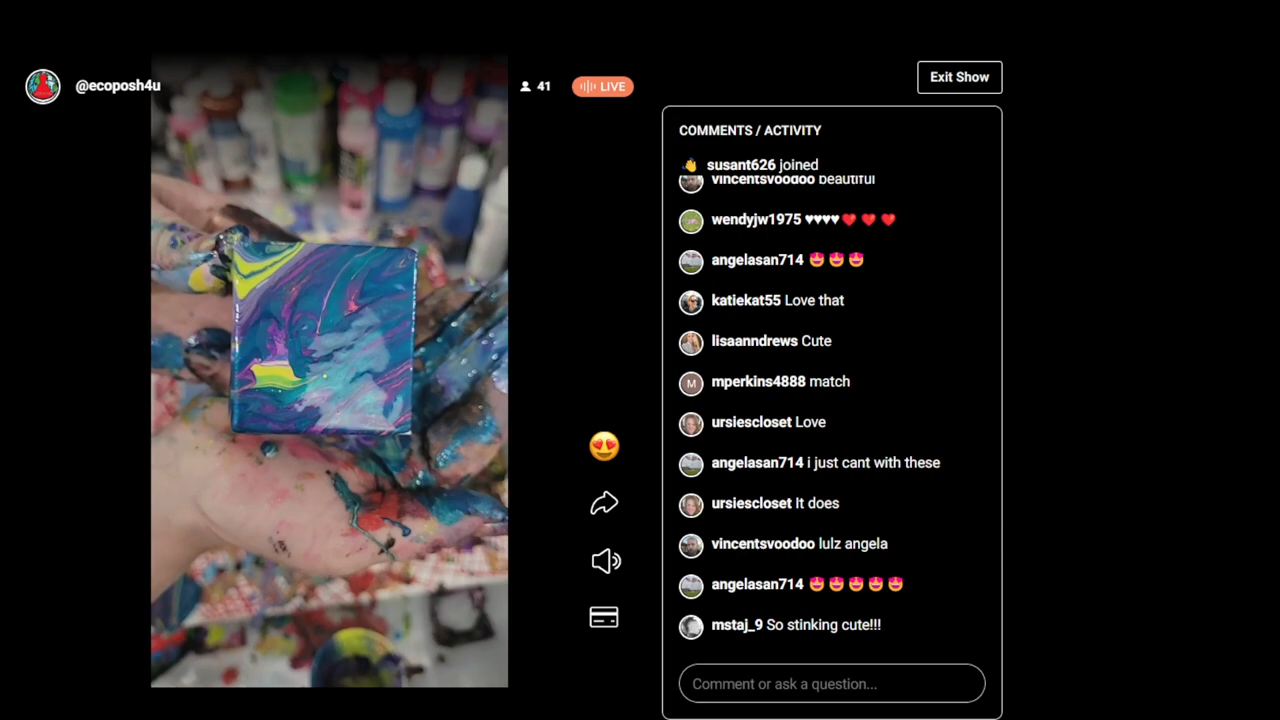 @ecoposh4u
41
LIVE
Exit Show
COMMENTS / ACTIVITY
👋 susant626 joined
vincentsvoodoo beautiful
wendyjw1975 ♥♥♥♥❤️ ❤️ ❤️
angelasan714 🤩 🤩 🤩
katiekat55 Love that
lisaanndrews Cute
M mperkins4888 match
ursiescloset Love
angelasan714 i just cant with these
ursiescloset It does
vincentsvoodoo lulz angela
angelasan714 🤩 🤩 🤩 🤩 🤩
mstaj_9 So stinking cute!!!
Comment or ask a question...